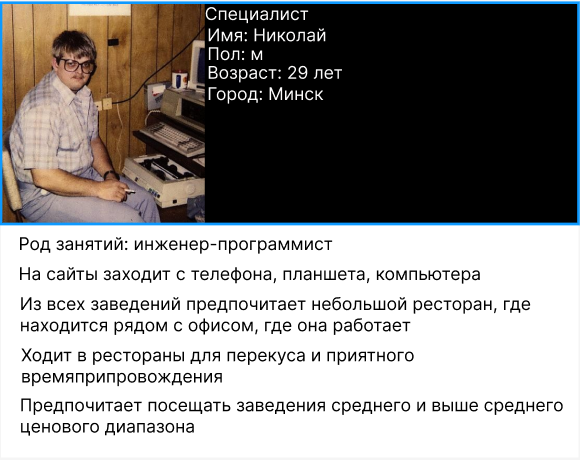 Специалист
Имя: Николай
Пол: м
Возраст: 29 лет
Город: Минск
Род занятий: инженер-программист
На сайты заходит с телефона, планшета, компьютера
Из всех заведений предпочитает небольшой ресторан, где
находится рядом с офисом, где она работает
Ходит в рестораны для перекуса и приятного
времяприпровождения
Предпочитает посещать заведения среднего и выше среднего
ценового диапазона